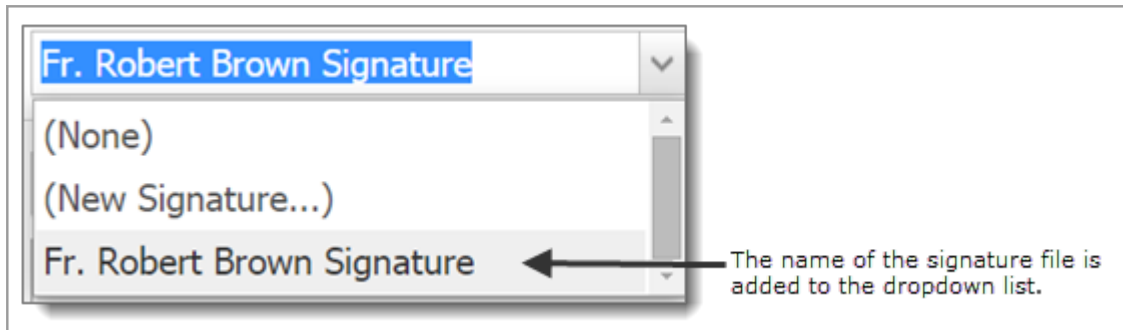 Fr. Robert Brown Signature
(None)
(New Signature...)
Fr. Robert Brown Signature
The name of the signature file is
added to the dropdown list.